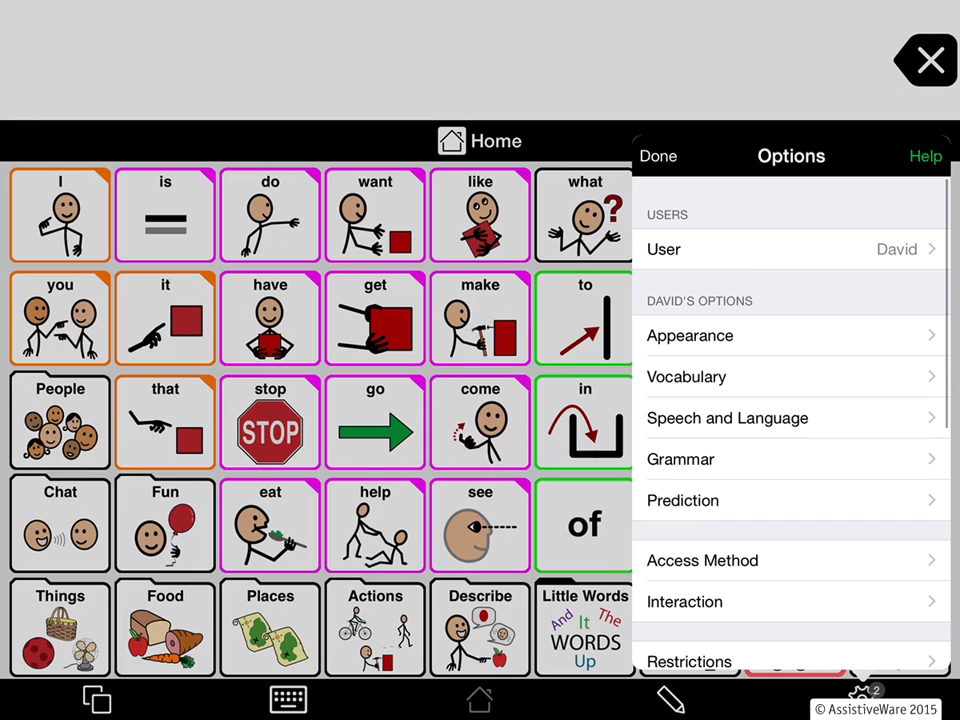 Home
Done
Options
Help
I
is
do
want
like
what
?
USERS
User
David
you
it
have
get
make
to
DAVID'S OPTIONS
Appearance
Vocabulary
People
that
stop
go
come
in
STOP
Speech and Language
Grammar
Chat
Fun
eat
help
see
of
Prediction
Access Method
Things
Food
Places
Actions
Describe
Little Words
And It The
WORDS
Up
Interaction
Restrictions
2
© AssistiveWare 2015